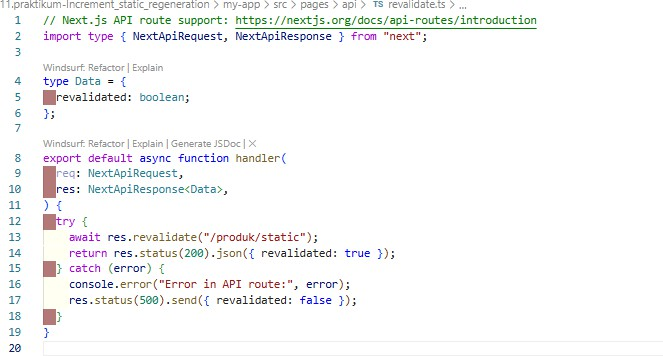 11.praktikum-Increment_static_regeneration > my-app > src > pages > api > TS revalidate.ts > ...
1 // Next.js API route support: https://nextjs.org/docs/api-routes/introduction
2 import type { NextApiRequest, NextApiResponse } from "next";
3
Windsurf: Refactor | Explain
4 type Data = {
5 revalidated: boolean;
6 };
7
Windsurf: Refactor | Explain | Generate JSDoc | ×
8 export default async function handler(
9 req: NextApiRequest,
10 res: NextApiResponse<Data>,
11 ) {
12 try {
13 await res.revalidate("/produk/static");
14 return res.status(200).json({ revalidated: true });
15 } catch (error) {
16 console.error("Error in API route:", error);
17 res.status(500).send({ revalidated: false });
18 }
19 }
20